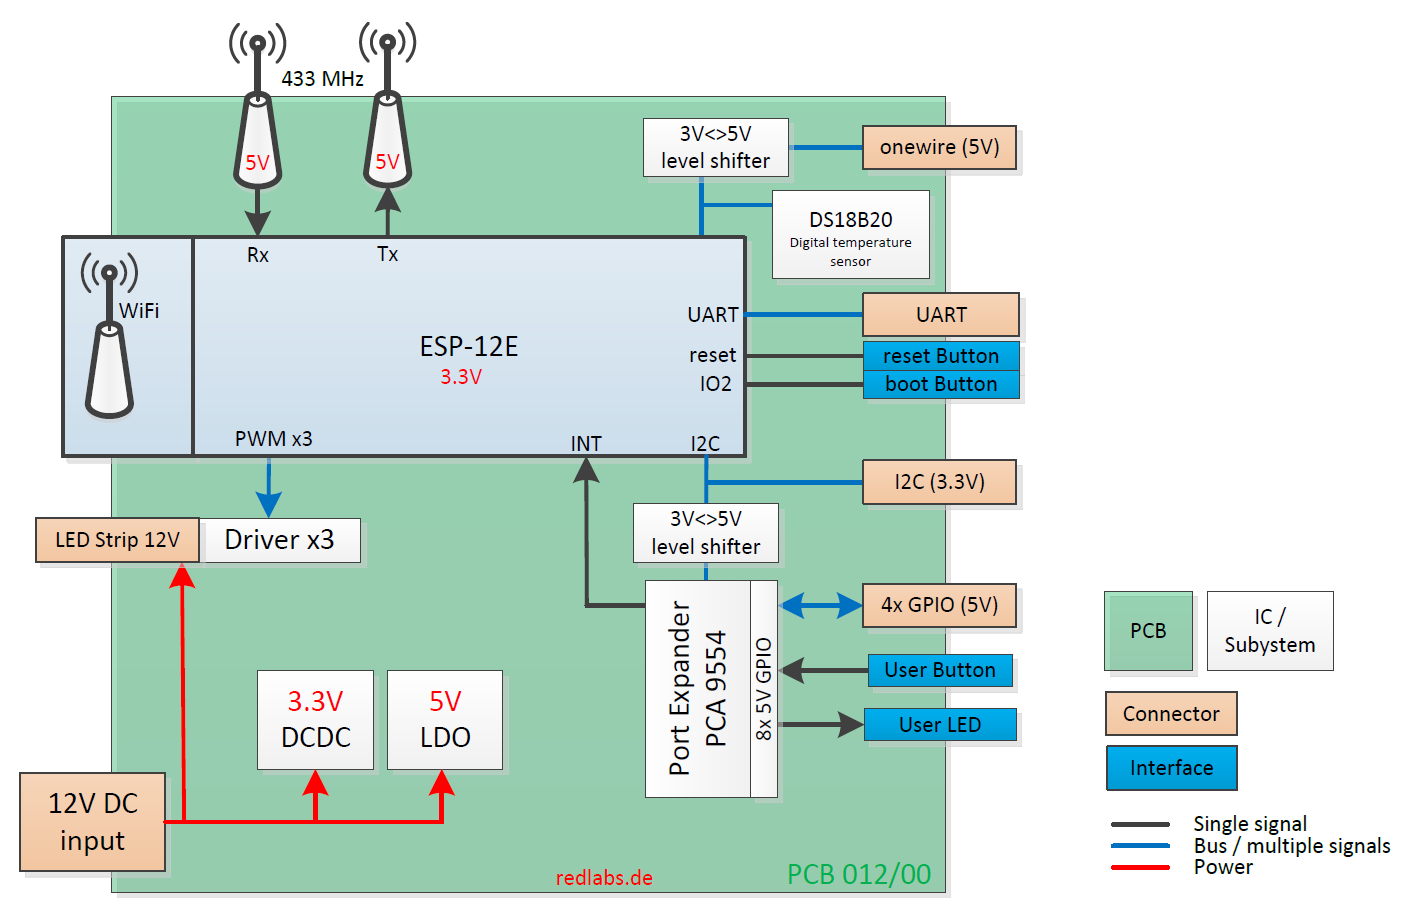 433 MHz
5V
5V
3V<>5V
level shifter
onewire (5V)
DS18B20
Digital temperature
sensor
Rx
Tx
WiFi
ESP-12E
3.3V
UART
UART
reset
reset Button
IO2
boot Button
PWM x3
INT
I2C
I2C (3.3V)
LED Strip 12V
Driver x3
3V<>5V
level shifter
Port Expander
PCA 9554
8x 5V GPIO
4x GPIO (5V)
User Button
User LED
3.3V
DCDC
5V
LDO
12V DC
input
redlabs.de
PCB 012/00
PCB
IC /
Subystem
Connector
Interface
Single signal
Bus / multiple signals
Power